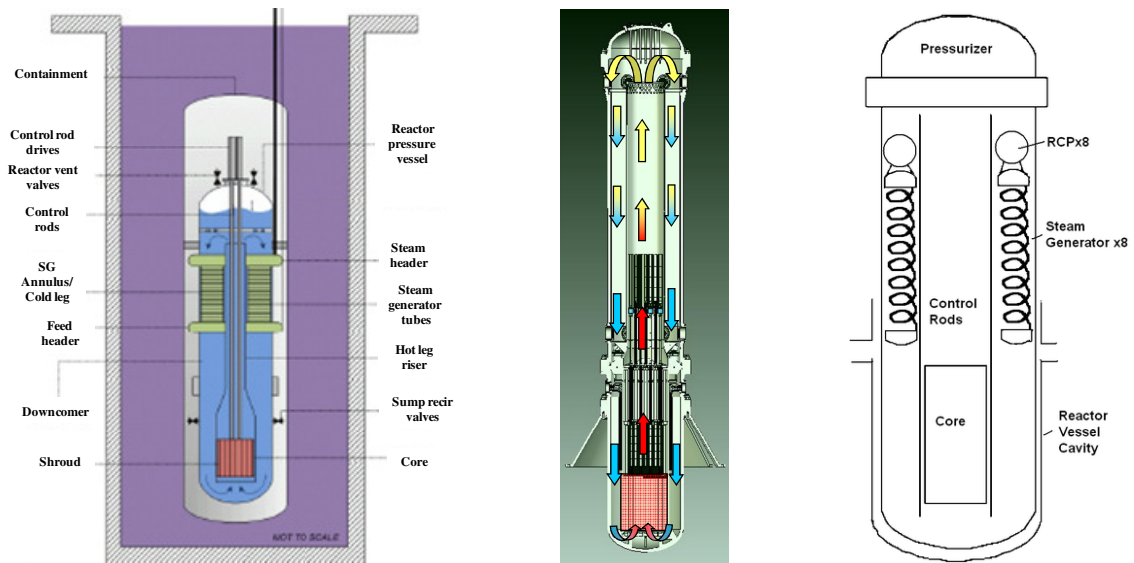 Containment
Control rod
drives
Reactor vent
valves
Control
rods
SG
Annulus/
Cold leg
Feed
header
Downcomer
Shroud
Reactor
pressure
vessel
Steam
header
Steam
generator
tubes
Hot leg
riser
Sump recir
valves
Core
NOT TO SCALE
Pressurizer
RCPx8
Steam
Generator x8
Control
Rods
Core
Reactor
Vessel
Cavity